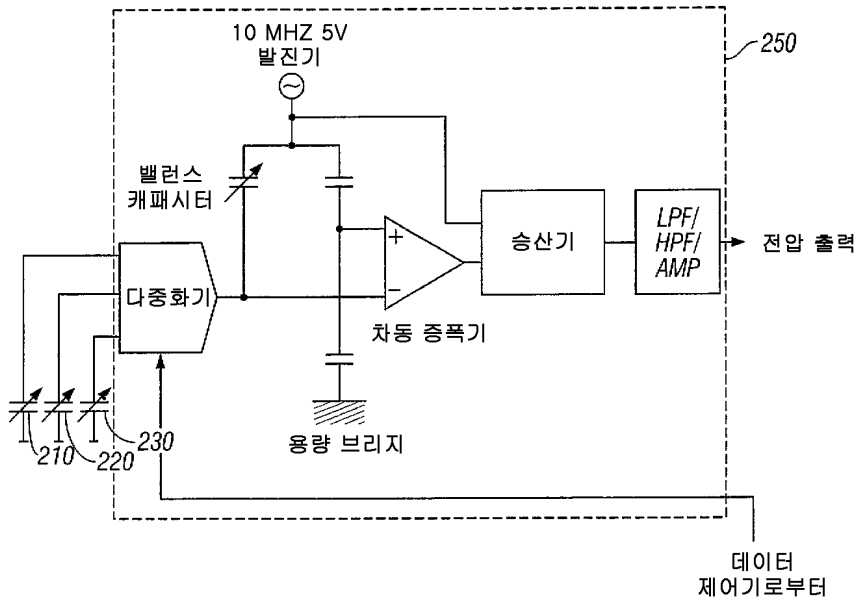 10 MHZ 5V
발진기
250
밸런스
캐패시터
다중화기
+
−
차동 증폭기
승산기
LPF/
HPF/
AMP
전압 출력
210
220
230
용량 브리지
데이터
제어기로부터